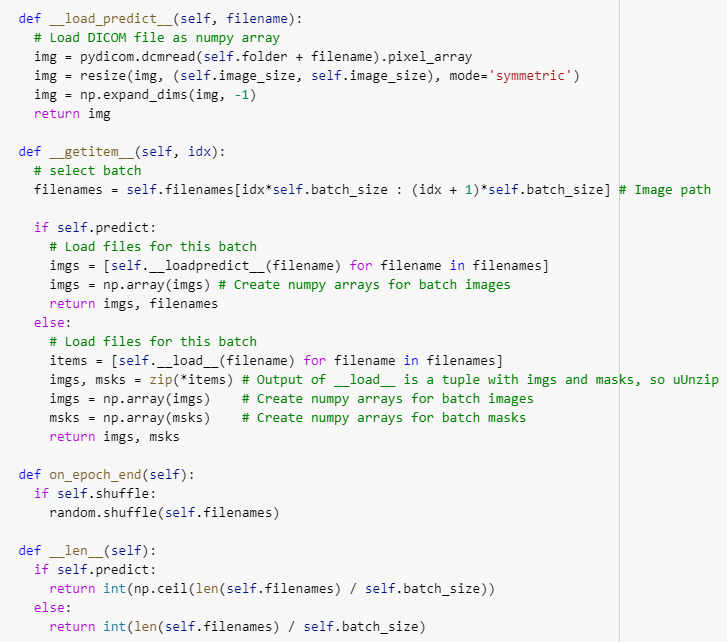 def __load_predict__(self, filename):
  # Load DICOM file as numpy array
  img = pydicom.dcmread(self.folder + filename).pixel_array
  img = resize(img, (self.image_size, self.image_size), mode='symmetric')
  img = np.expand_dims(img, -1)
  return img

def __getitem__(self, idx):
  # select batch
  filenames = self.filenames[idx*self.batch_size : (idx + 1)*self.batch_size] # Image path

  if self.predict:
    # Load files for this batch
    imgs = [self.__loadpredict__(filename) for filename in filenames]
    imgs = np.array(imgs) # Create numpy arrays for batch images
    return imgs, filenames
  else:
    # Load files for this batch
    items = [self.__load__(filename) for filename in filenames]
    imgs, msks = zip(*items) # Output of __load__ is a tuple with imgs and masks, so uUnzip
    imgs = np.array(imgs)    # Create numpy arrays for batch images
    msks = np.array(msks)    # Create numpy arrays for batch masks
    return imgs, msks

def on_epoch_end(self):
  if self.shuffle:
    random.shuffle(self.filenames)

def __len__(self):
  if self.predict:
    return int(np.ceil(len(self.filenames) / self.batch_size))
  else:
    return int(len(self.filenames) / self.batch_size)